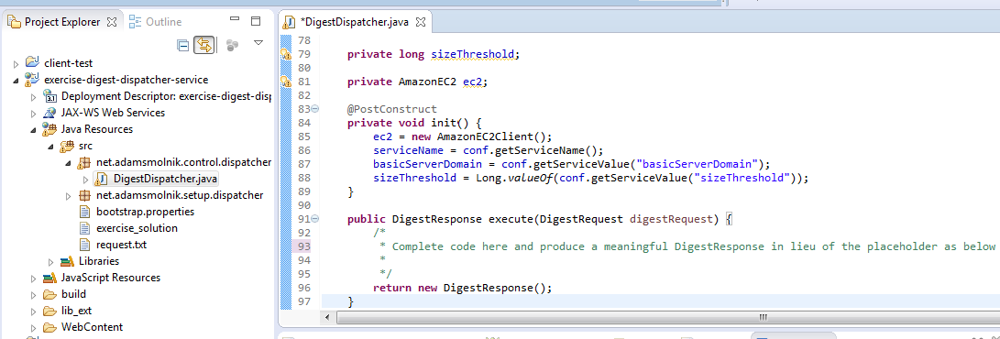 Project Explorer
Outline
client-test
exercise-digest-dispatcher-service
Deployment Descriptor: exercise-digest-disp
JAX-WS Web Services
Java Resources
src
net.adamsmolnik.control.dispatcher
DigestDispatcher.java
net.adamsmolnik.setup.dispatcher
bootstrap.properties
exercise_solution
request.txt
Libraries
JavaScript Resources
build
lib_ext
WebContent
*DigestDispatcher.java
78
79 private long sizeThreshold;
80
81 private AmazonEC2 ec2;
82
83 @PostConstruct
84 private void init() {
85 ec2 = new AmazonEC2Client();
86 serviceName = conf.getServiceName();
87 basicServerDomain = conf.getServiceValue("basicServerDomain");
88 sizeThreshold = Long.valueOf(conf.getServiceValue("sizeThreshold"));
89 }
90
91 public DigestResponse execute(DigestRequest digestRequest) {
92 /*
93 * Complete code here and produce a meaningful DigestResponse in lieu of the placeholder as below
94 *
95 */
96 return new DigestResponse();
97 }